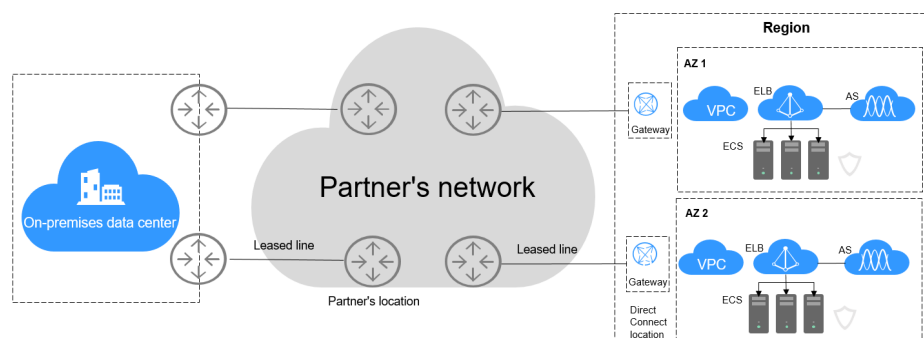 Region
AZ 1
ELB
AS
VPC
Gateway
ECS
Partner's network
On-premises data center
AZ 2
Leased line
Leased line
ELB
AS
VPC
Gateway
Partner's location
ECS
Direct
Connect
location